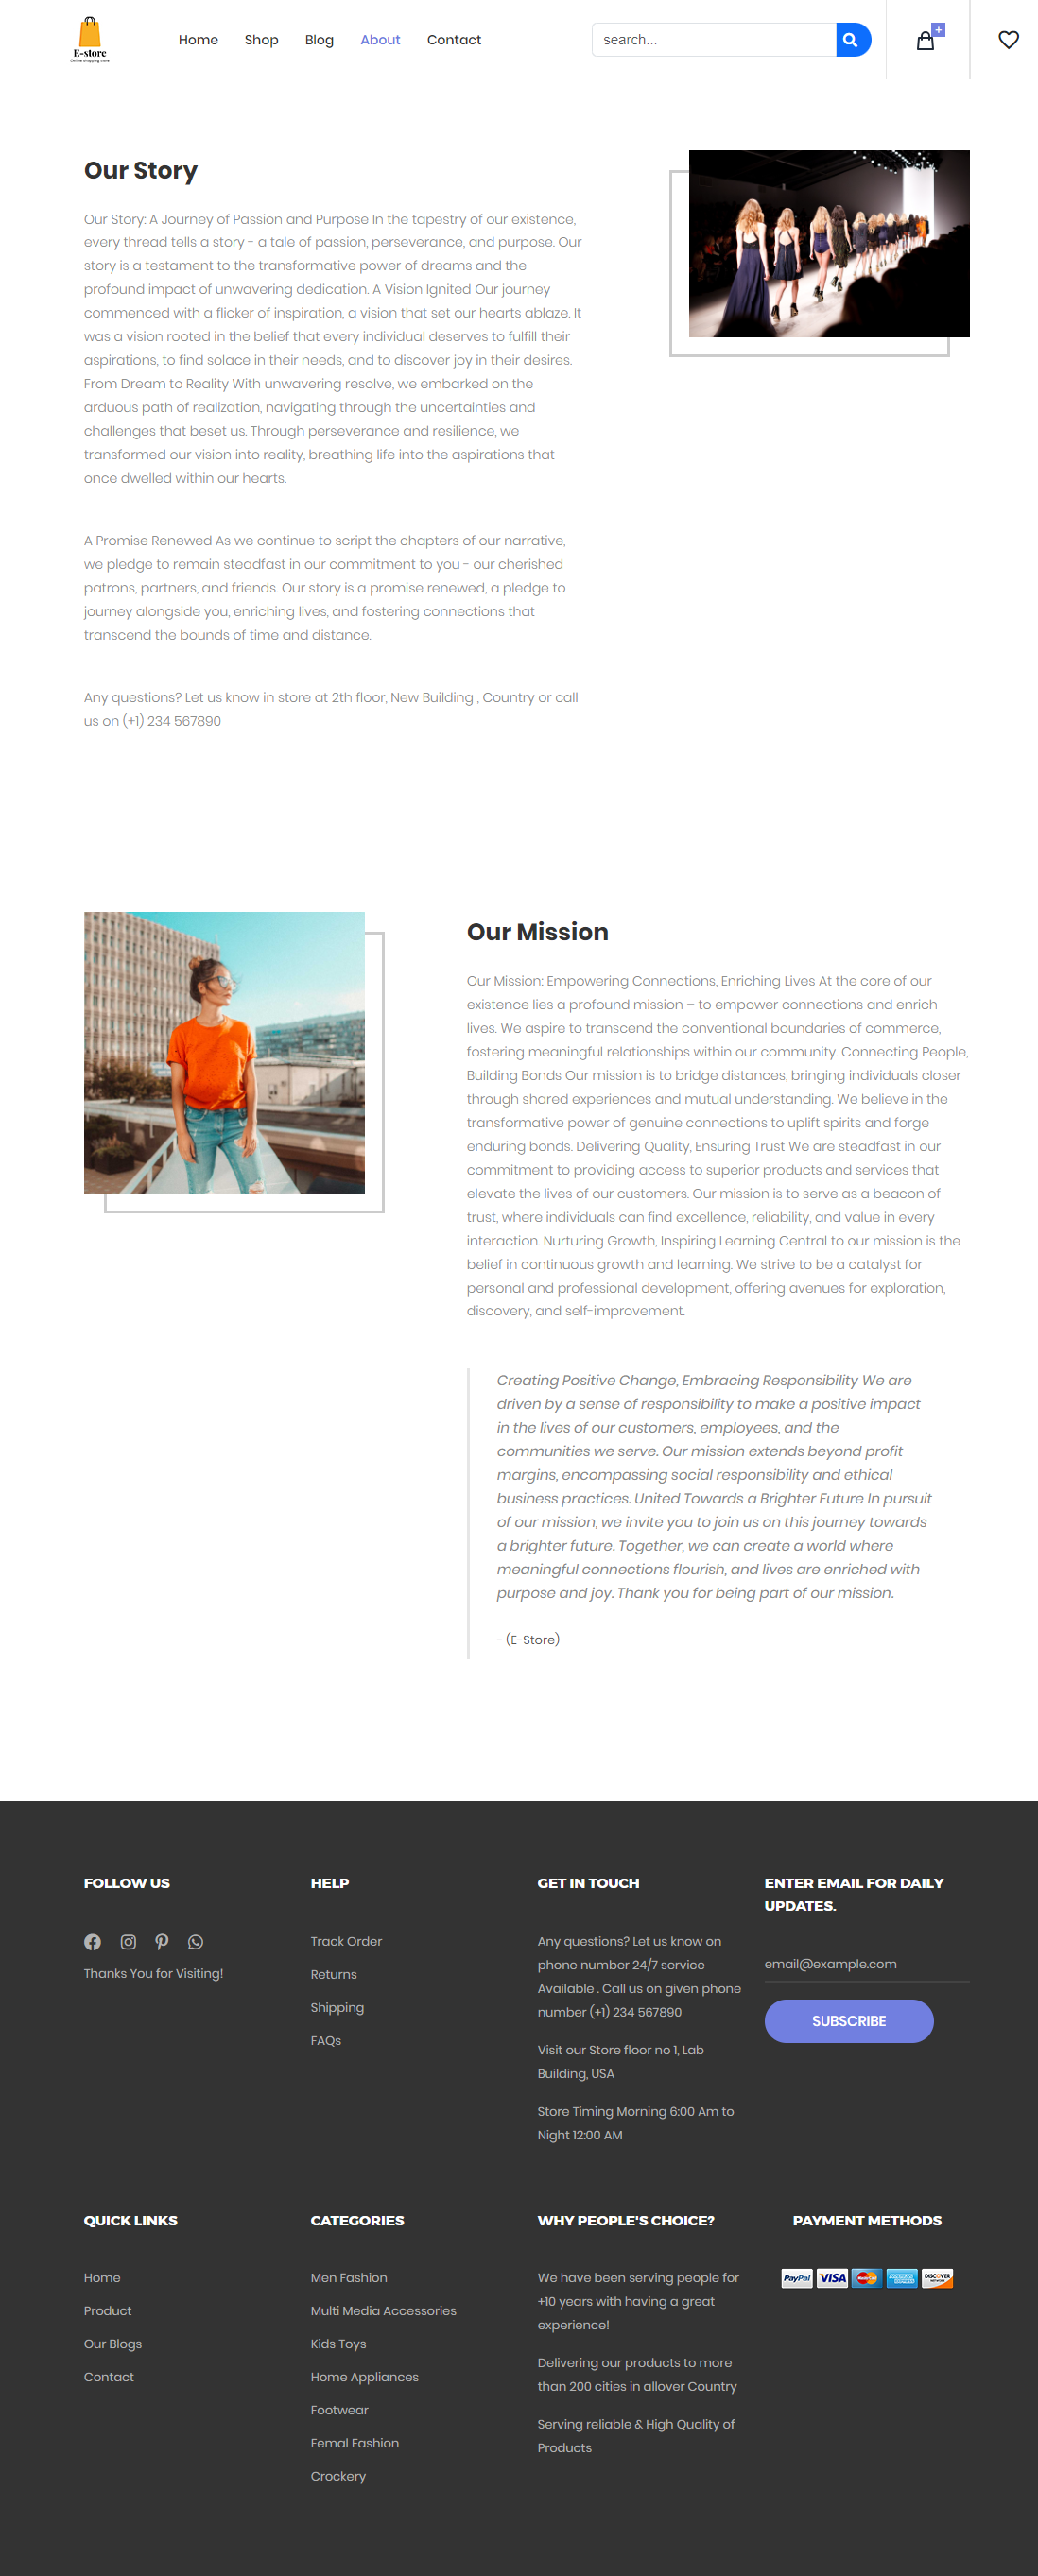 E-store
Online shopping store
Home Shop Blog About Contact
search...
+
Our Story
Our Story: A Journey of Passion and Purpose In the tapestry of our existence,
every thread tells a story - a tale of passion, perseverance, and purpose. Our
story is a testament to the transformative power of dreams and the
profound impact of unwavering dedication. A Vision Ignited Our journey
commenced with a flicker of inspiration, a vision that set our hearts ablaze. It
was a vision rooted in the belief that every individual deserves to fulfill their
aspirations, to find solace in their needs, and to discover joy in their desires.
From Dream to Reality With unwavering resolve, we embarked on the
arduous path of realization, navigating through the uncertainties and
challenges that beset us. Through perseverance and resilience, we
transformed our vision into reality, breathing life into the aspirations that
once dwelled within our hearts.
A Promise Renewed As we continue to script the chapters of our narrative,
we pledge to remain steadfast in our commitment to you - our cherished
patrons, partners, and friends. Our story is a promise renewed, a pledge to
journey alongside you, enriching lives, and fostering connections that
transcend the bounds of time and distance.
Any questions? Let us know in store at 2th floor, New Building , Country or call
us on (+1) 234 567890
Our Mission
Our Mission: Empowering Connections, Enriching Lives At the core of our
existence lies a profound mission – to empower connections and enrich
lives. We aspire to transcend the conventional boundaries of commerce,
fostering meaningful relationships within our community. Connecting People,
Building Bonds Our mission is to bridge distances, bringing individuals closer
through shared experiences and mutual understanding. We believe in the
transformative power of genuine connections to uplift spirits and forge
enduring bonds. Delivering Quality, Ensuring Trust We are steadfast in our
commitment to providing access to superior products and services that
elevate the lives of our customers. Our mission is to serve as a beacon of
trust, where individuals can find excellence, reliability, and value in every
interaction. Nurturing Growth, Inspiring Learning Central to our mission is the
belief in continuous growth and learning. We strive to be a catalyst for
personal and professional development, offering avenues for exploration,
discovery, and self-improvement.
Creating Positive Change, Embracing Responsibility We are
driven by a sense of responsibility to make a positive impact
in the lives of our customers, employees, and the
communities we serve. Our mission extends beyond profit
margins, encompassing social responsibility and ethical
business practices. United Towards a Brighter Future In pursuit
of our mission, we invite you to join us on this journey towards
a brighter future. Together, we can create a world where
meaningful connections flourish, and lives are enriched with
purpose and joy. Thank you for being part of our mission.
- (E-Store)
FOLLOW US
Thanks You for Visiting!
HELP
Track Order
Returns
Shipping
FAQs
GET IN TOUCH
Any questions? Let us know on
phone number 24/7 service
Available . Call us on given phone
number (+1) 234 567890
Visit our Store floor no 1, Lab
Building, USA
Store Timing Morning 6:00 Am to
Night 12:00 AM
ENTER EMAIL FOR DAILY
UPDATES.
email@example.com
SUBSCRIBE
QUICK LINKS
Home
Product
Our Blogs
Contact
CATEGORIES
Men Fashion
Multi Media Accessories
Kids Toys
Home Appliances
Footwear
Femal Fashion
Crockery
WHY PEOPLE'S CHOICE?
We have been serving people for
+10 years with having a great
experience!
Delivering our products to more
than 200 cities in allover Country
Serving reliable & High Quality of
Products
PAYMENT METHODS
PayPal VISA MasterCard DISCOVER